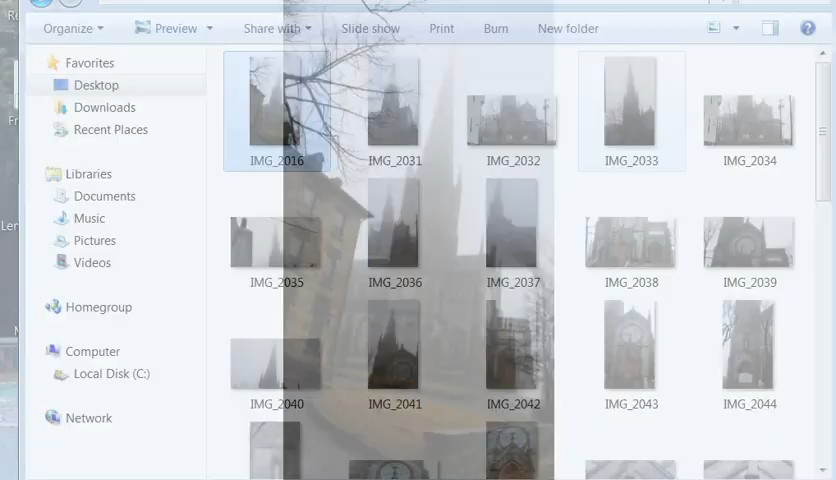 Organize
Preview
Share with
Slide show
Print
Burn
New folder
Favorites
Desktop
Downloads
Recent Places
Libraries
Documents
Music
Pictures
Videos
Homegroup
Computer
Local Disk (C:)
Network
IMG_2016
IMG_2031
IMG_2032
IMG_2033
IMG_2034
IMG_2035
IMG_2036
IMG_2037
IMG_2038
IMG_2039
IMG_2040
IMG_2041
IMG_2042
IMG_2043
IMG_2044